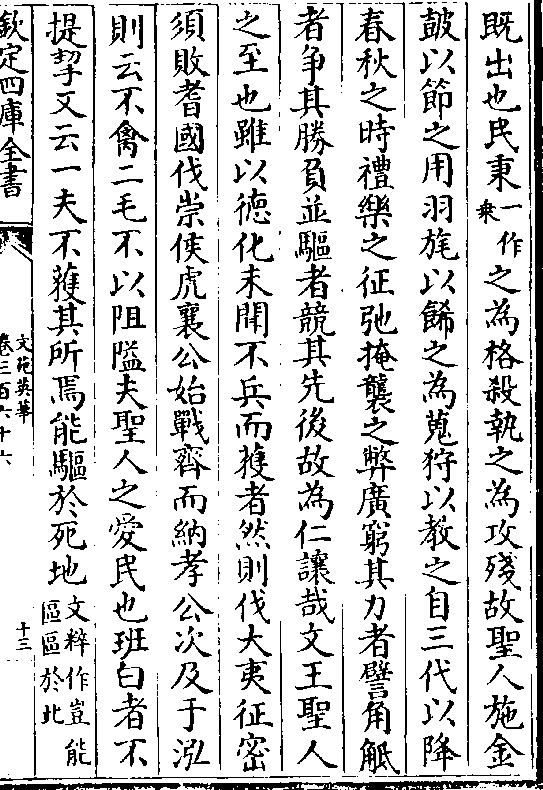 既出也民秉一作乗之為格殺執之為攻殘故聖人施金
鼓以節之用羽旄以餙之為蒐狩以教之自三代以降
春秋之時禮樂之征弛掩襲之弊廣窮其力者譬角觝
者争其勝負並驅者競其先後故為仁讓哉文王聖人
之至也雖以德化未聞不兵而獲者然則伐大夷征密
須敗耆國伐崇侯虎襄公始戰齊而納孝公次及于泓
則云不禽二毛不以阻隘夫聖人之愛民也班白者不
提挈又云一夫不獲其所焉能驅於死地文粹作豈能區區於此
欽定四庫全書
文苑英華
卷三百六十六
十三